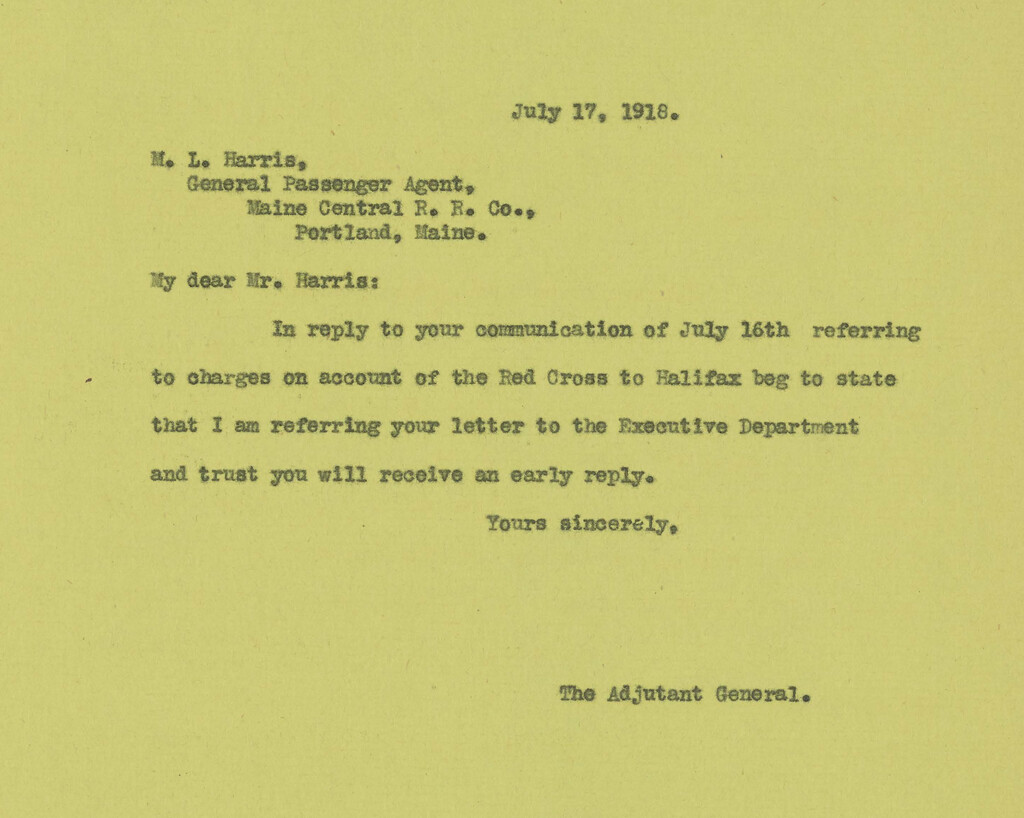 July 17, 1918.
M. L. Harris,
General Passenger Agent,
Maine Central R. R. Co.,
Portland, Maine.
My dear Mr. Harris:
In reply to your communication of July 16th referring
to charges on account of the Red Cross to Halifax beg to state
that I am referring your letter to the Executive Department
and trust you will receive an early reply.
Yours sincerely,
The Adjutant General.